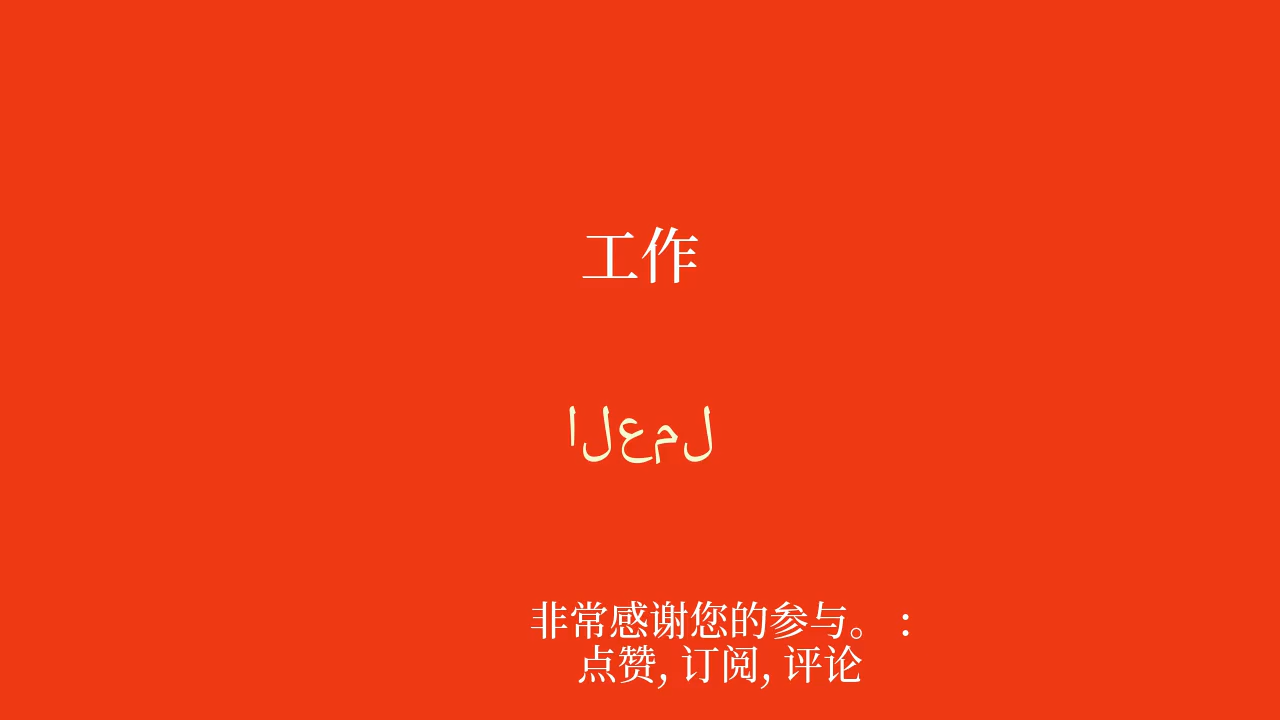 工作
العمل
非常感谢您的参与。 :
点赞, 订阅, 评论